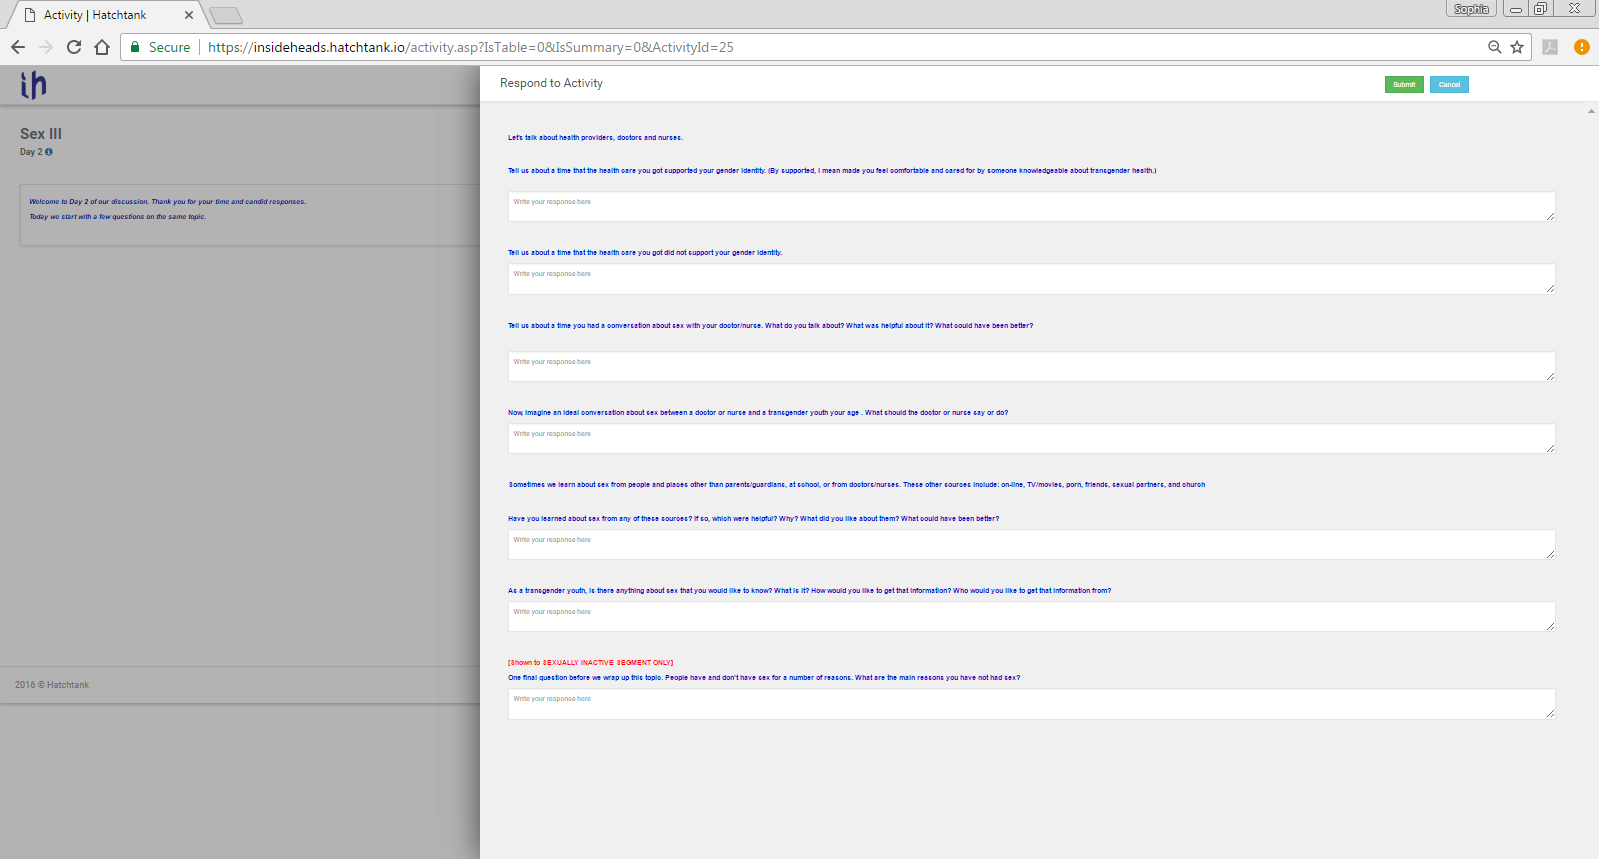 Activity | Hatchtank
Sophia
Secure
https://insideheads.hatchtank.io/activity.asp?IsTable=0&IsSummary=0&ActivityId=25
ih
Respond to Activity
Submit
Cancel
Sex III
Day 2
Welcome to Day 2 of our discussion. Thank you for your time and candid responses.
Today we start with a few questions on the same topic.
Let's talk about health providers, doctors and nurses.
Tell us about a time that the health care you got supported your gender identity. (By supported, I mean made you feel comfortable and cared for by someone knowledgeable about transgender health.)
Write your response here
Tell us about a time that the health care you got did not support your gender identity.
Write your response here
Tell us about a time you had a conversation about sex with your doctor/nurse. What do you talk about? What was helpful about it? What could have been better?
Write your response here
Now, imagine an ideal conversation about sex between a doctor or nurse and a transgender youth your age . What should the doctor or nurse say or do?
Write your response here
Sometimes we learn about sex from people and places other than parents/guardians, at school, or from doctors/nurses. These other sources include: on-line, TV/movies, porn, friends, sexual partners, and church
Have you learned about sex from any of these sources? If so, which were helpful? Why? What did you like about them? What could have been better?
Write your response here
As a transgender youth, is there anything about sex that you would like to know? What is it? How would you like to get that information? Who would you like to get that information from?
Write your response here
[Shown to SEXUALLY INACTIVE SEGMENT ONLY]
One final question before we wrap up this topic. People have and don't have sex for a number of reasons. What are the main reasons you have not had sex?
Write your response here
2016 © Hatchtank